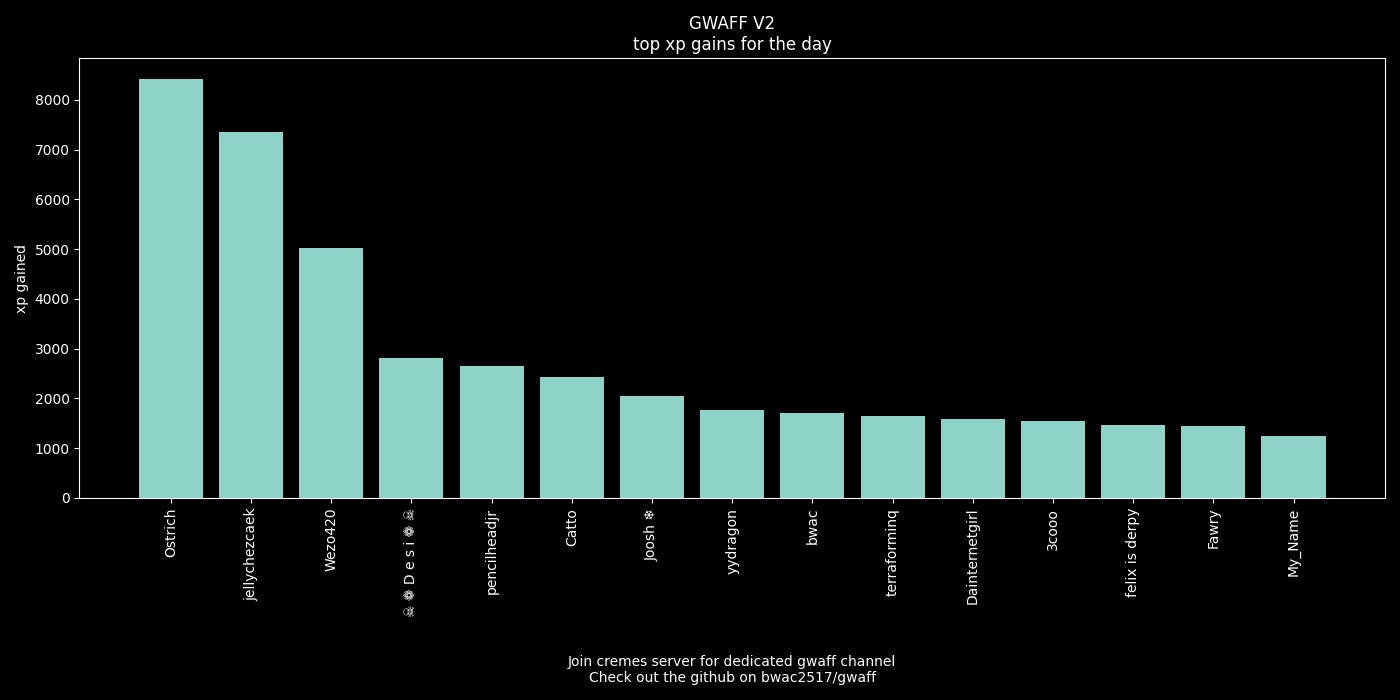 GWAFF V2
top xp gains for the day
xp gained
8000
7000
6000
5000
4000
3000
2000
1000
0
Ostrich
jellychezcaek
Wezo420
☠ ❁ D e s i ❁ ☠
pencilheadjr
Catto
Joosh ❄
yydragon
bwac
terraforminq
Dainternetgirl
3cooo
felix is derpy
Fawry
My_Name
Join cremes server for dedicated gwaff channel
Check out the github on bwac2517/gwaff